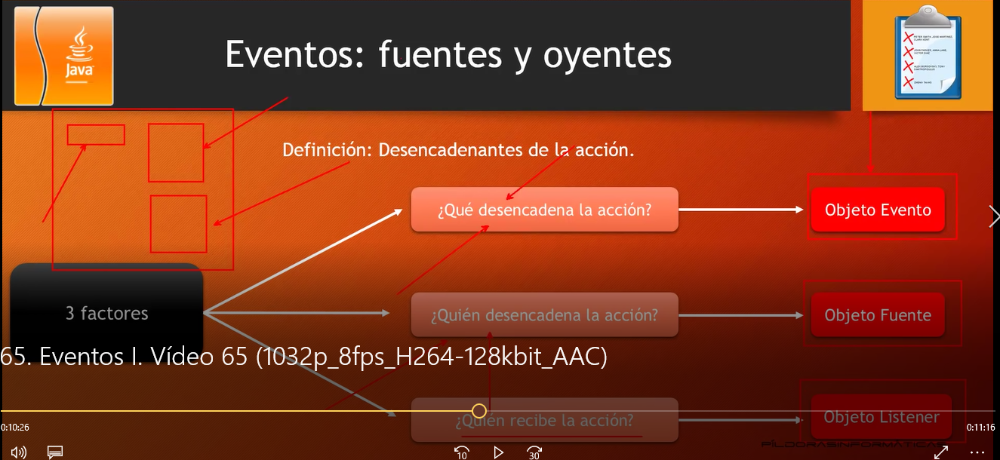 Java
Eventos: fuentes y oyentes
Definición: Desencadenantes de la acción.
¿Qué desencadena la acción?
Objeto Evento
3 factores
¿Quién desencadena la acción?
Objeto Fuente
65. Eventos I. Vídeo 65 (1032p_8fps_H264-128kbit_AAC)
¿Quién recibe la acción?
Objeto Listener
0:10:26
0:11:16
PÍLDORASINFORMÁTICAS
10
30